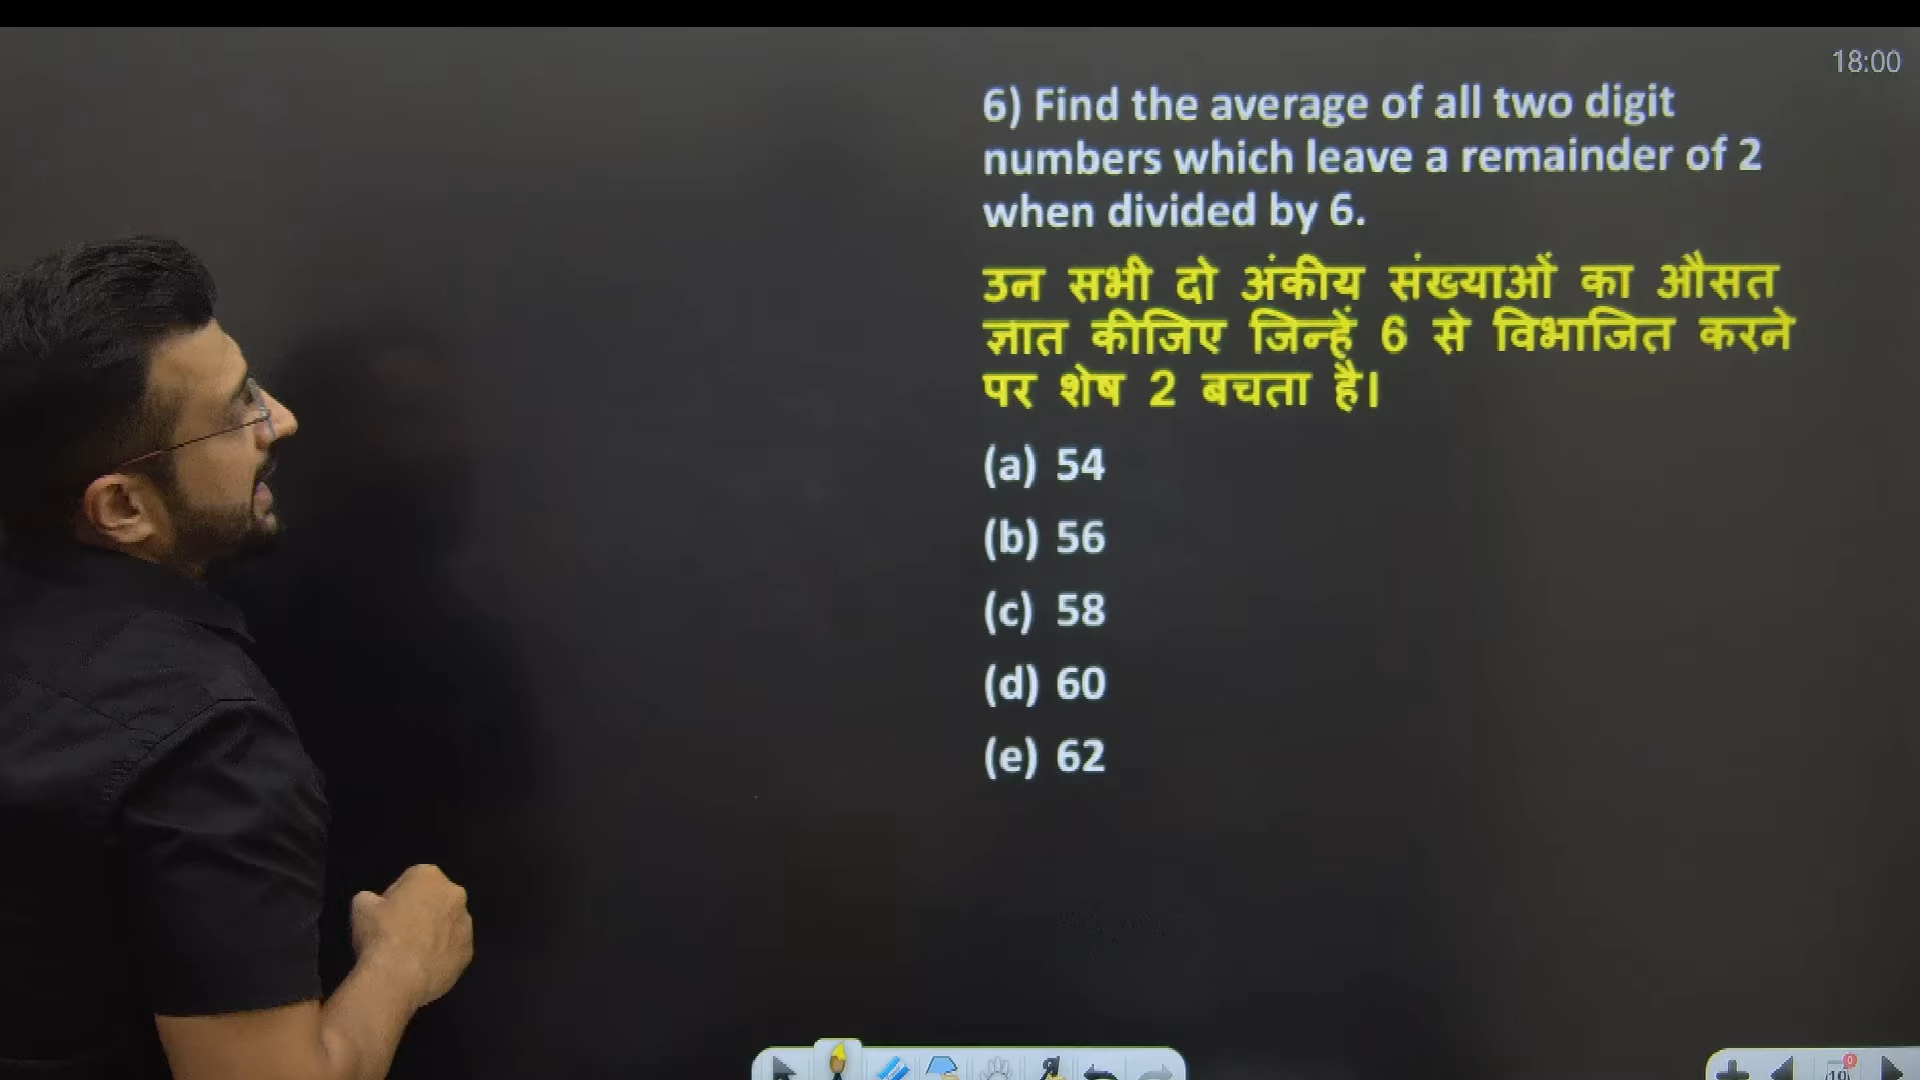 18:00
6) Find the average of all two digit
numbers which leave a remainder of 2
when divided by 6.
उन सभी दो अंकीय संख्याओं का औसत
ज्ञात कीजिए जिन्हें 6 से विभाजित करने
पर शेष 2 बचता है।
(a) 54
(b) 56
(c) 58
(d) 60
(e) 62